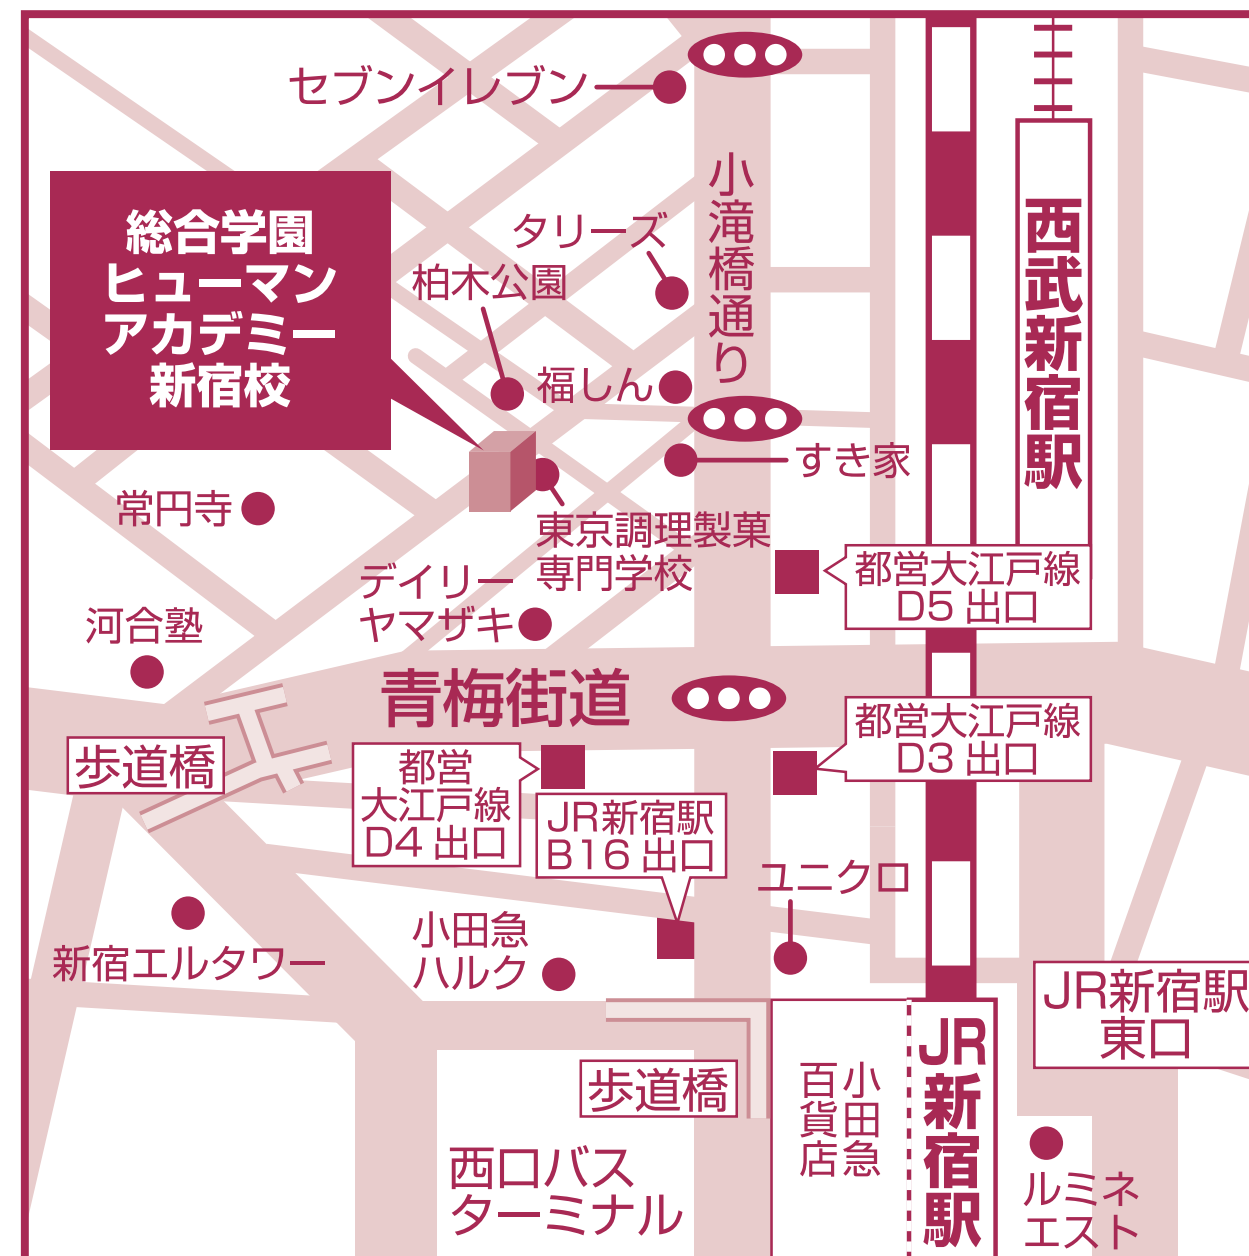 セブンイレブン
小滝橋通り
西武新宿駅
総合学園
ヒューマン
アカデミー
新宿校
タリーズ
柏木公園
福しん
すき家
常円寺
東京調理製菓
専門学校
デイリー
ヤマザキ
都営大江戸線
D5 出口
河合塾
青梅街道
都営大江戸線
D3 出口
歩道橋
都営
大江戸線
D4 出口
JR新宿駅
B16 出口
ユニクロ
新宿エルタワー
小田急
ハルク
JR新宿駅
東口
歩道橋
小田急
百貨店
JR新宿駅
西口バス
ターミナル
ルミネ
エスト